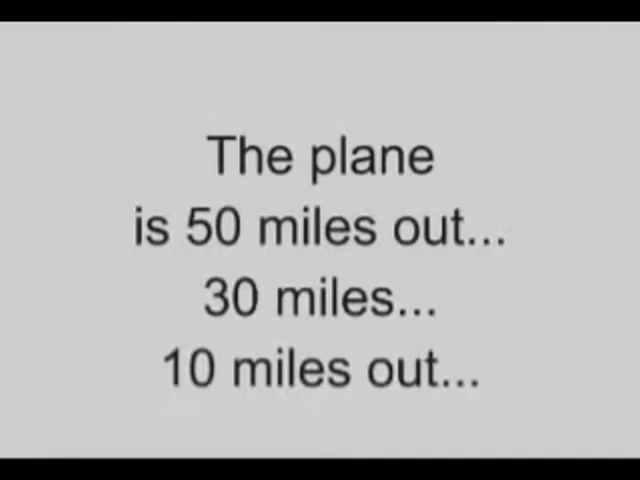 The plane
is 50 miles out...
30 miles...
10 miles out...